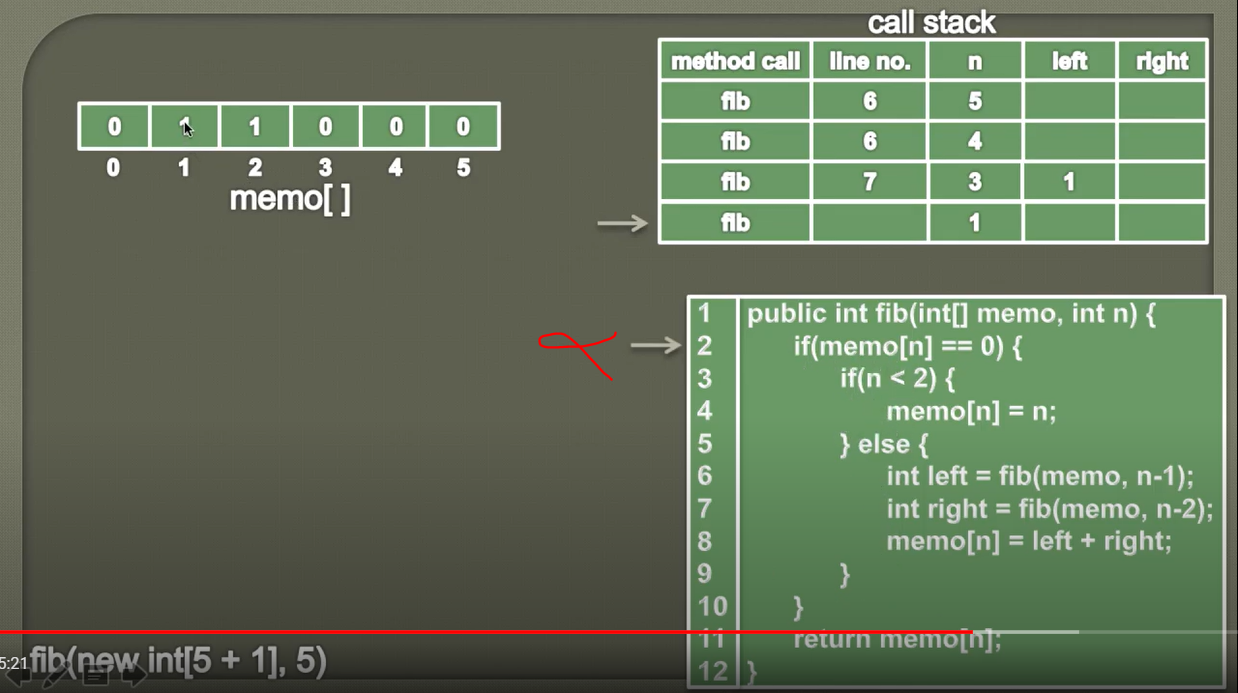 call stack
method call line no. n left right
fib 6 5
fib 6 4
fib 7 3 1
fib 1
0 1 1 0 0 0
0 1 2 3 4 5
memo[ ]
1 public int fib(int[] memo, int n) {
2 if(memo[n] == 0) {
3 if(n < 2) {
4 memo[n] = n;
5 } else {
6 int left = fib(memo, n-1);
7 int right = fib(memo, n-2);
8 memo[n] = left + right;
9 }
10 }
11 return memo[n];
12 }
5:21
fib(new int[5 + 1], 5)